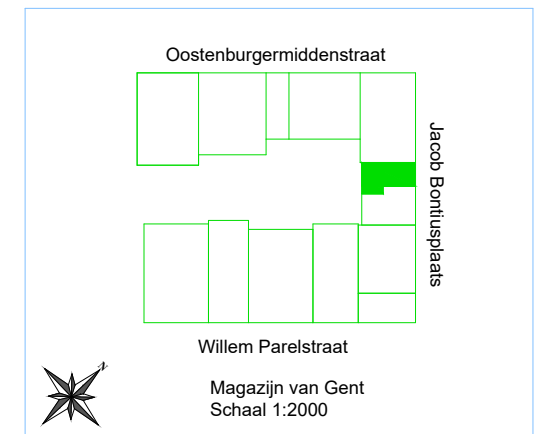 Oostenburgermiddenstraat
Jacob Bontiusplaats
Willem Parelstraat
N
Magazijn van Gent
Schaal 1:2000